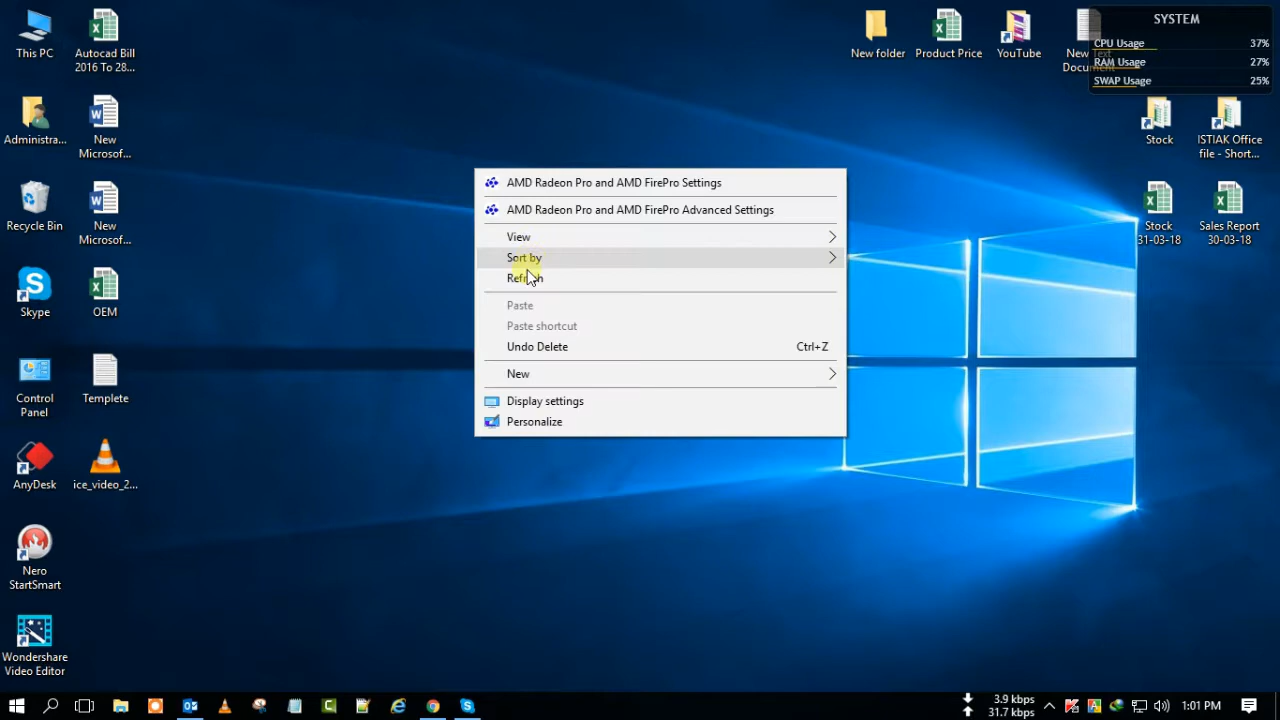 This PC
Autocad Bill
2016 To 28...
Administra...
New
Microsof...
Recycle Bin
New
Microsof...
Skype
OEM
Control
Panel
Templete
AnyDesk
ice_video_2...
Nero
StartSmart
Wondershare
Video Editor
AMD Radeon Pro and AMD FirePro Settings
AMD Radeon Pro and AMD FirePro Advanced Settings
View
Sort by
Refresh
Paste
Paste shortcut
Undo Delete Ctrl+Z
New
Display settings
Personalize
New folder
Product Price
YouTube
New Text
Docum
SYSTEM
CPU Usage 37%
RAM Usage 27%
SWAP Usage 25%
Stock
ISTIAK Office
file - Short...
Stock
31-03-18
Sales Report
30-03-18
3.9 kbps
31.7 kbps
1:01 PM